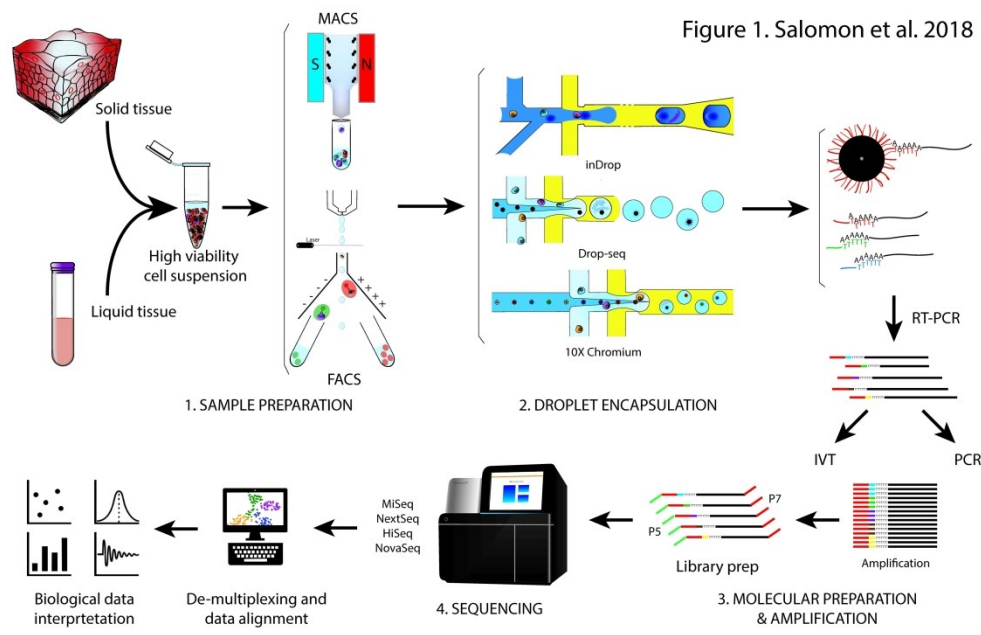 Figure 1. Salomon et al. 2018
MACS
S
N
Solid tissue
High viability
cell suspension
Liquid tissue
Laser
- - - -
+ + + + +
FACS
1. SAMPLE PREPARATION
inDrop
Drop-seq
10X Chromium
2. DROPLET ENCAPSULATION
RT-PCR
IVT
PCR
Amplification
3. MOLECULAR PREPARATION
& AMPLIFICATION
P7
P5
Library prep
MiSeq
NextSeq
HiSeq
NovaSeq
4. SEQUENCING
De-multiplexing and
data alignment
Biological data
interprtetation